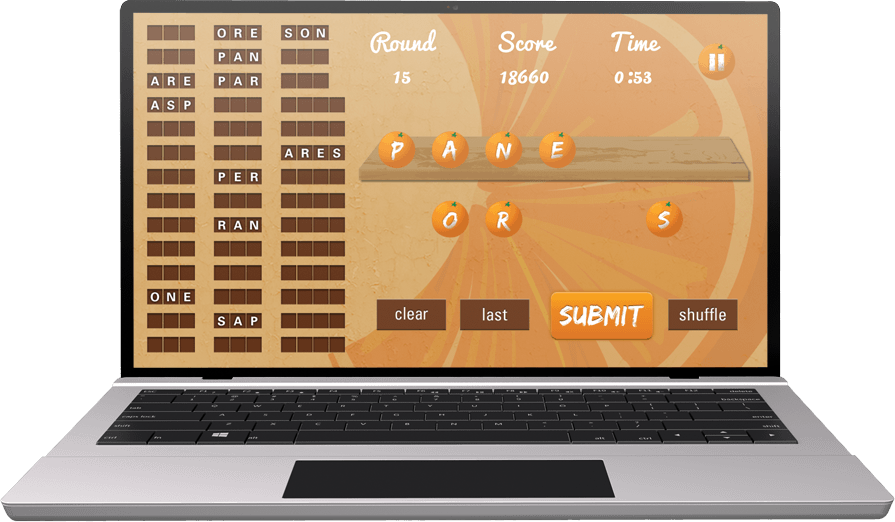 ORE SON
PAN
ARE PAR
ASP
ARES
PER
RAN
ONE
SAP
Round Score Time
15 18660 0:53
P A N E
O R S
clear last SUBMIT shuffle